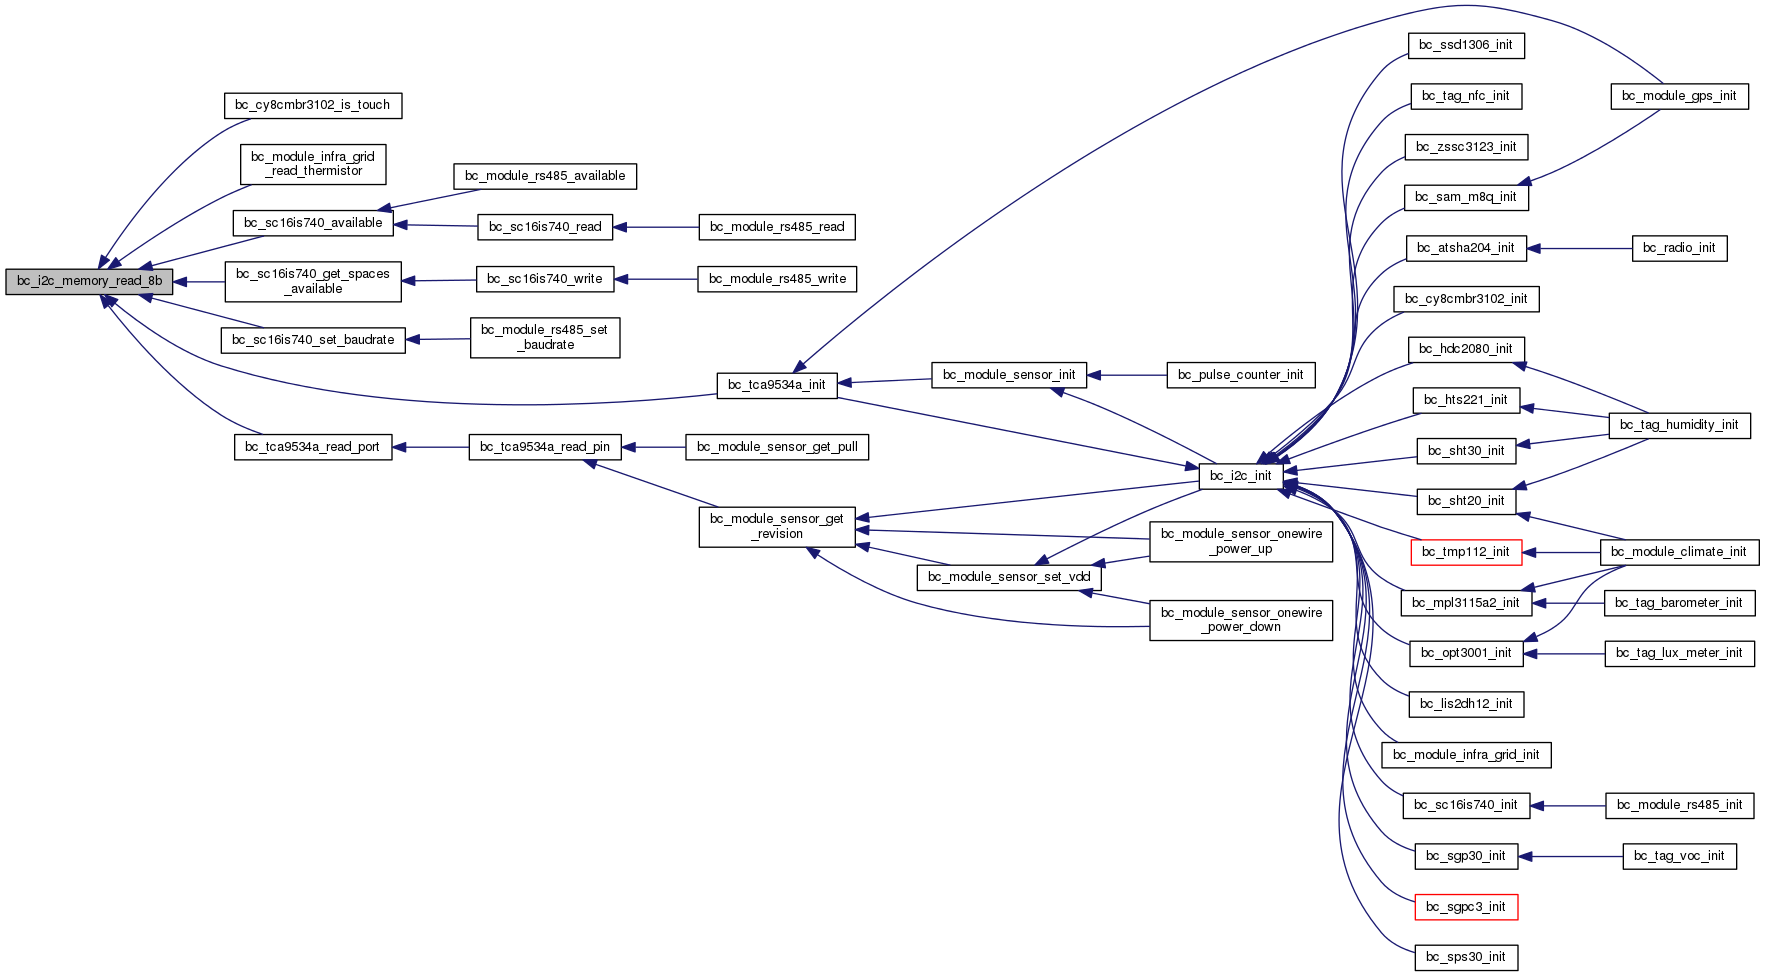 bc_i2c_memory_read_8b
bc_cy8cmbr3102_is_touch
bc_module_infra_grid
_read_thermistor
bc_sc16is740_available
bc_sc16is740_get_spaces
_available
bc_sc16is740_set_baudrate
bc_tca9534a_read_port
bc_module_rs485_available
bc_sc16is740_read
bc_sc16is740_write
bc_module_rs485_set
_baudrate
bc_tca9534a_read_pin
bc_module_rs485_read
bc_module_rs485_write
bc_tca9534a_init
bc_module_sensor_get_pull
bc_module_sensor_get
_revision
bc_module_sensor_init
bc_module_sensor_set_vdd
bc_pulse_counter_init
bc_i2c_init
bc_module_sensor_onewire
_power_up
bc_module_sensor_onewire
_power_down
bc_ssd1306_init
bc_tag_nfc_init
bc_zssc3123_init
bc_sam_m8q_init
bc_atsha204_init
bc_cy8cmbr3102_init
bc_hdc2080_init
bc_hts221_init
bc_sht30_init
bc_sht20_init
bc_tmp112_init
bc_mpl3115a2_init
bc_opt3001_init
bc_lis2dh12_init
bc_module_infra_grid_init
bc_sc16is740_init
bc_sgp30_init
bc_sgpc3_init
bc_sps30_init
bc_module_gps_init
bc_radio_init
bc_tag_humidity_init
bc_module_climate_init
bc_tag_barometer_init
bc_tag_lux_meter_init
bc_module_rs485_init
bc_tag_voc_init